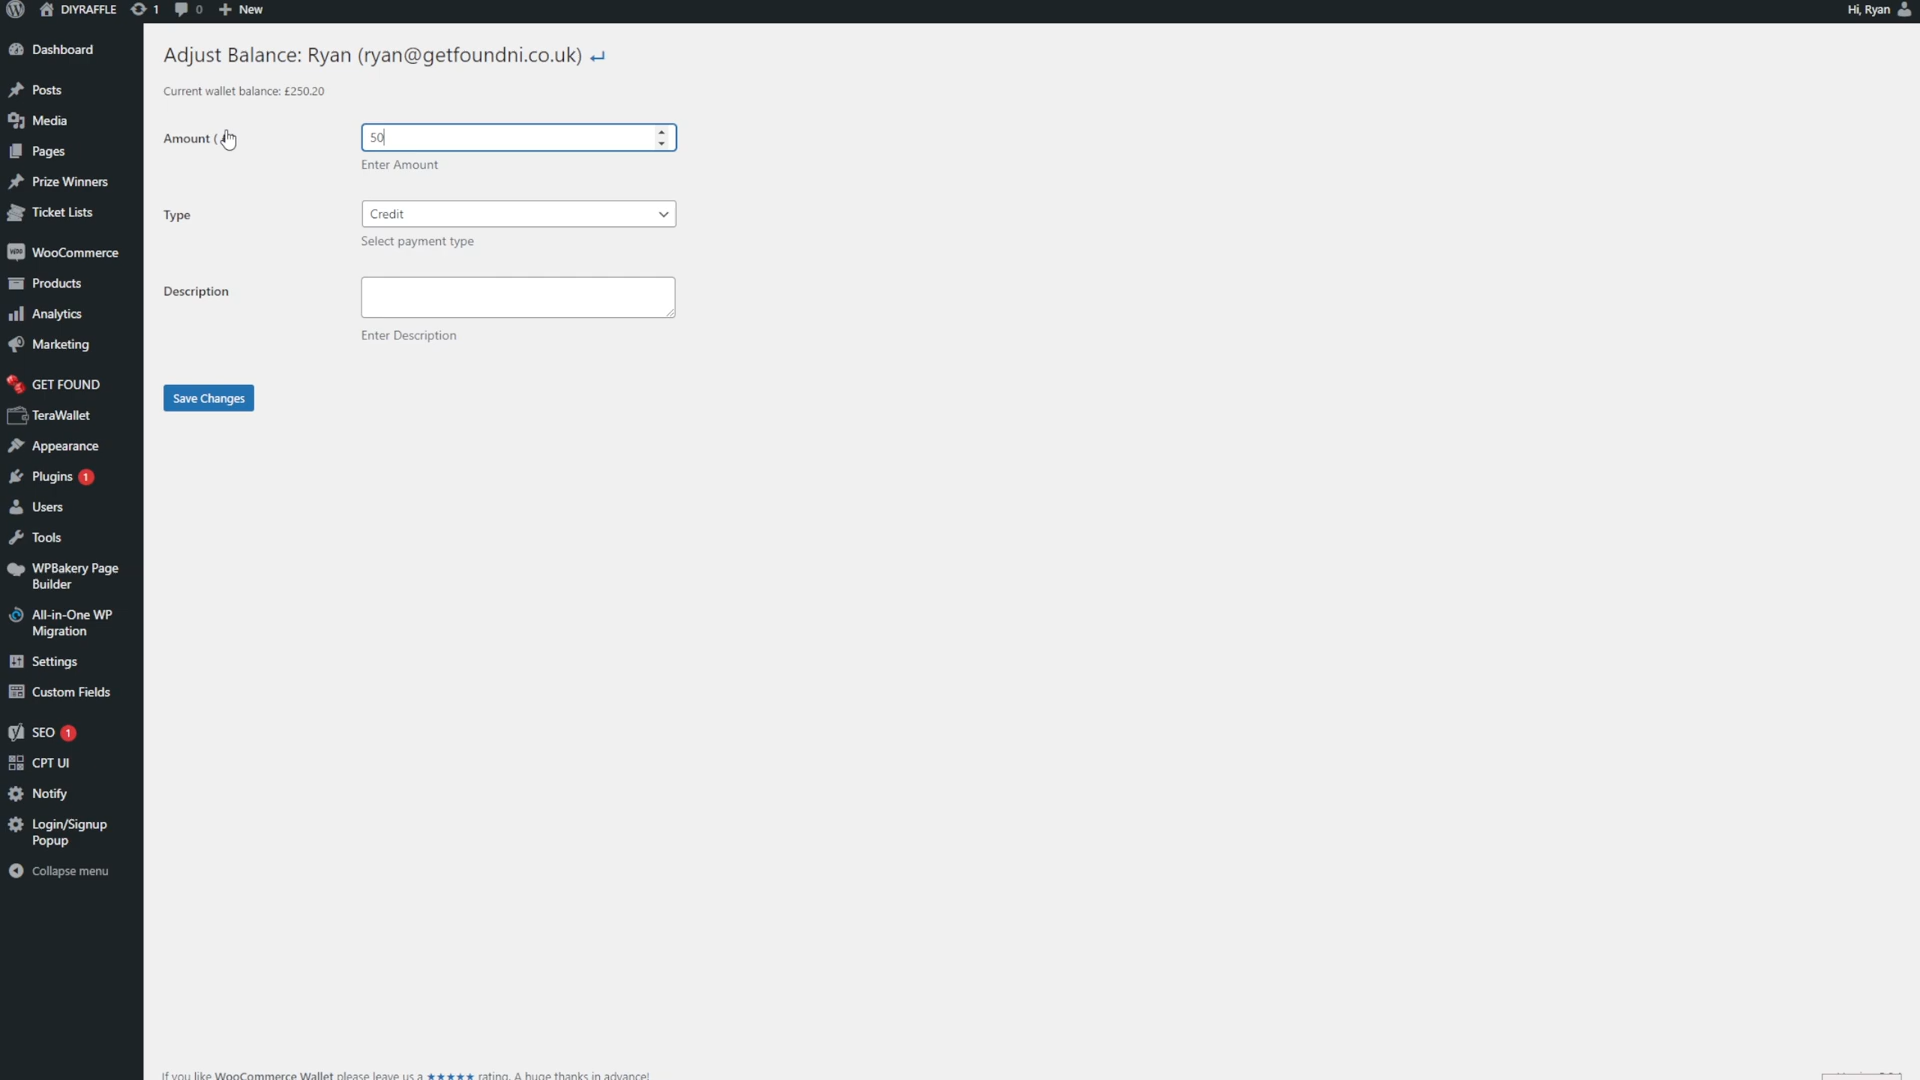 DIYRAFFLE 1 0 New Hi, Ryan
Dashboard
Posts
Media
Pages
Prize Winners
Ticket Lists
WooCommerce
Products
Analytics
Marketing
GET FOUND
TeraWallet
Appearance
Plugins 1
Users
Tools
WPBakery Page
Builder
All-in-One WP
Migration
Settings
Custom Fields
SEO 1
CPT UI
Notify
Login/Signup
Popup
Collapse menu
Adjust Balance: Ryan (ryan@getfoundni.co.uk)
Current wallet balance: £250.20
Amount (
50
Enter Amount
Type
Credit
Select payment type
Description
Enter Description
Save Changes
If you like WooCommerce Wallet please leave us a ★★★★★ rating. A huge thanks in advance!